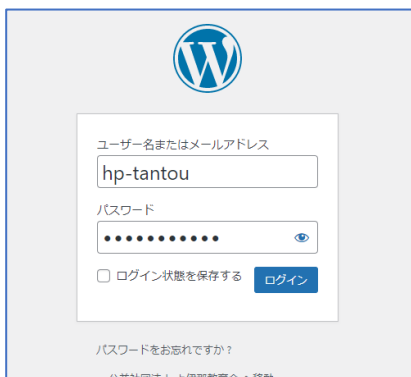 ユーザー名またはメールアドレス
hp-tantou
パスワード
•••••••••••
ログイン状態を保存する
ログイン
パスワードをお忘れですか ?